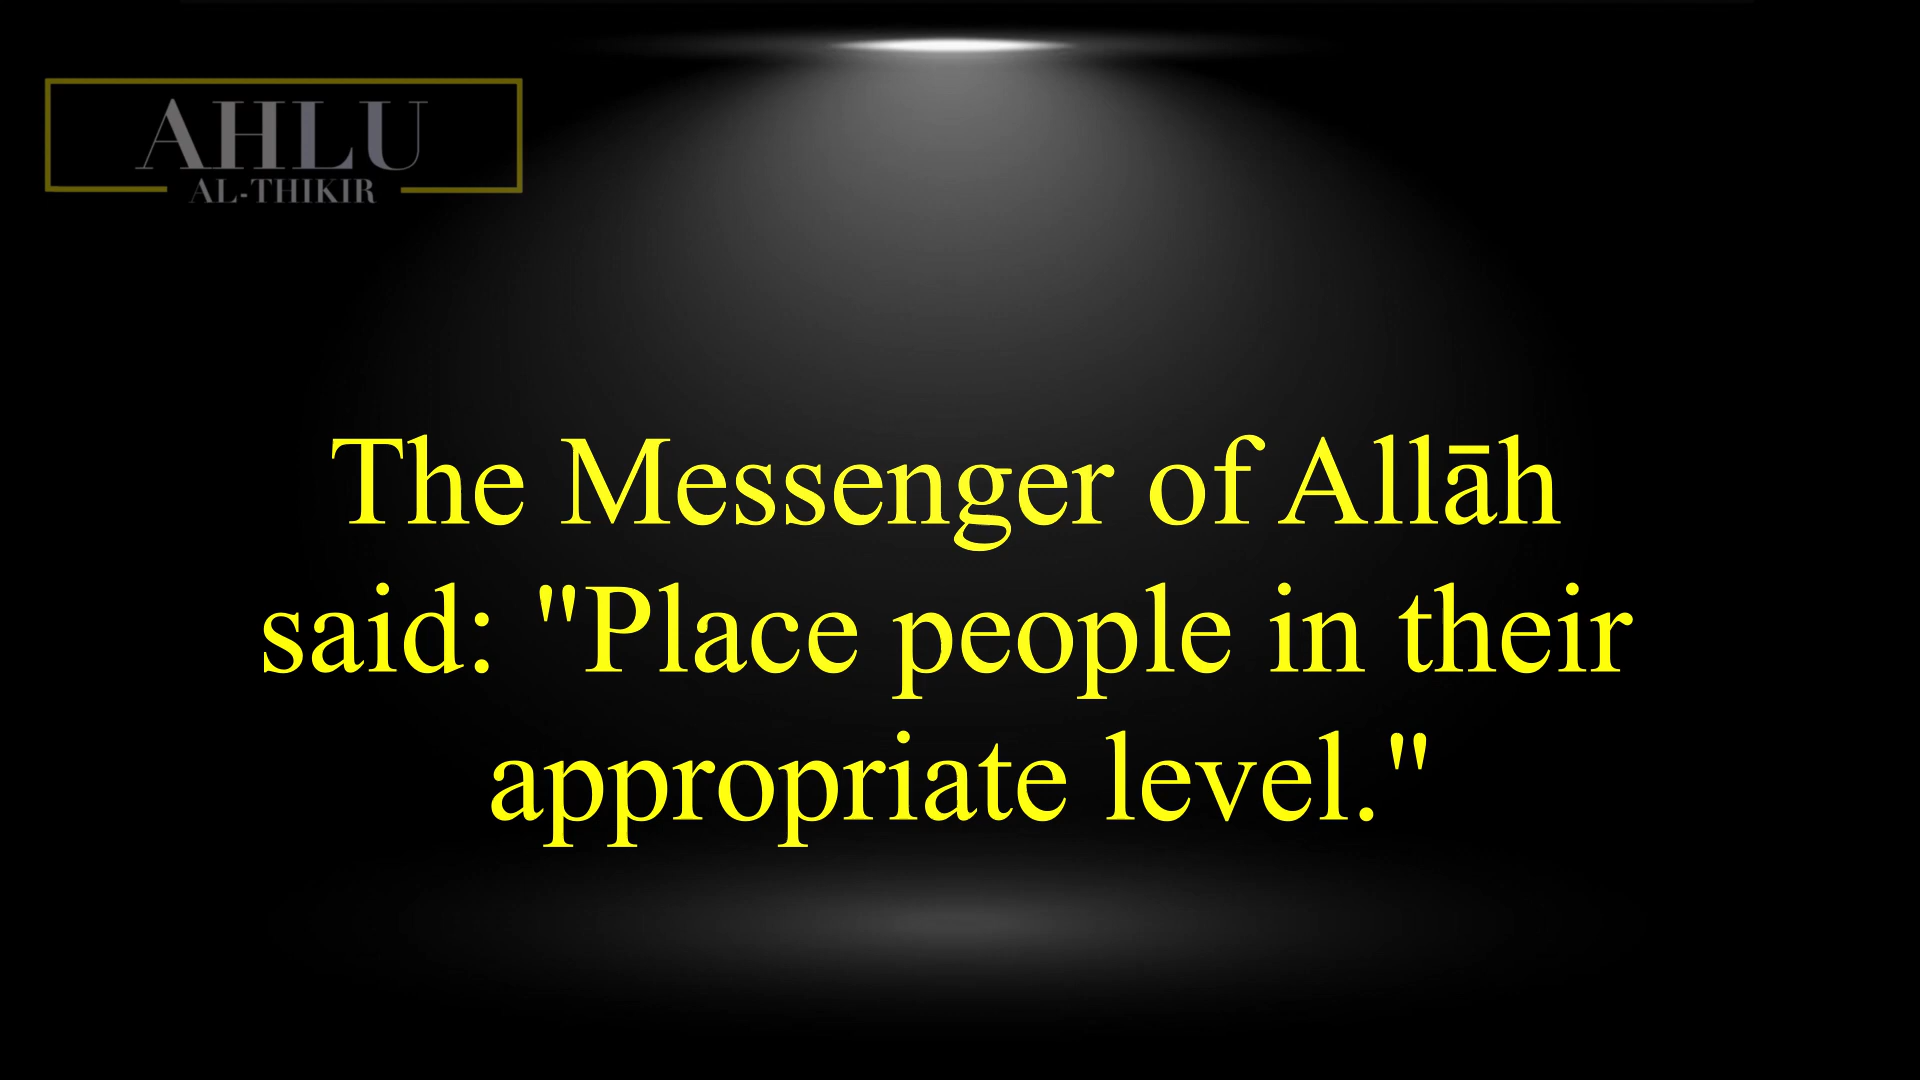 AHLU
AL-THIKIR
The Messenger of Allāh
said: "Place people in their
appropriate level."